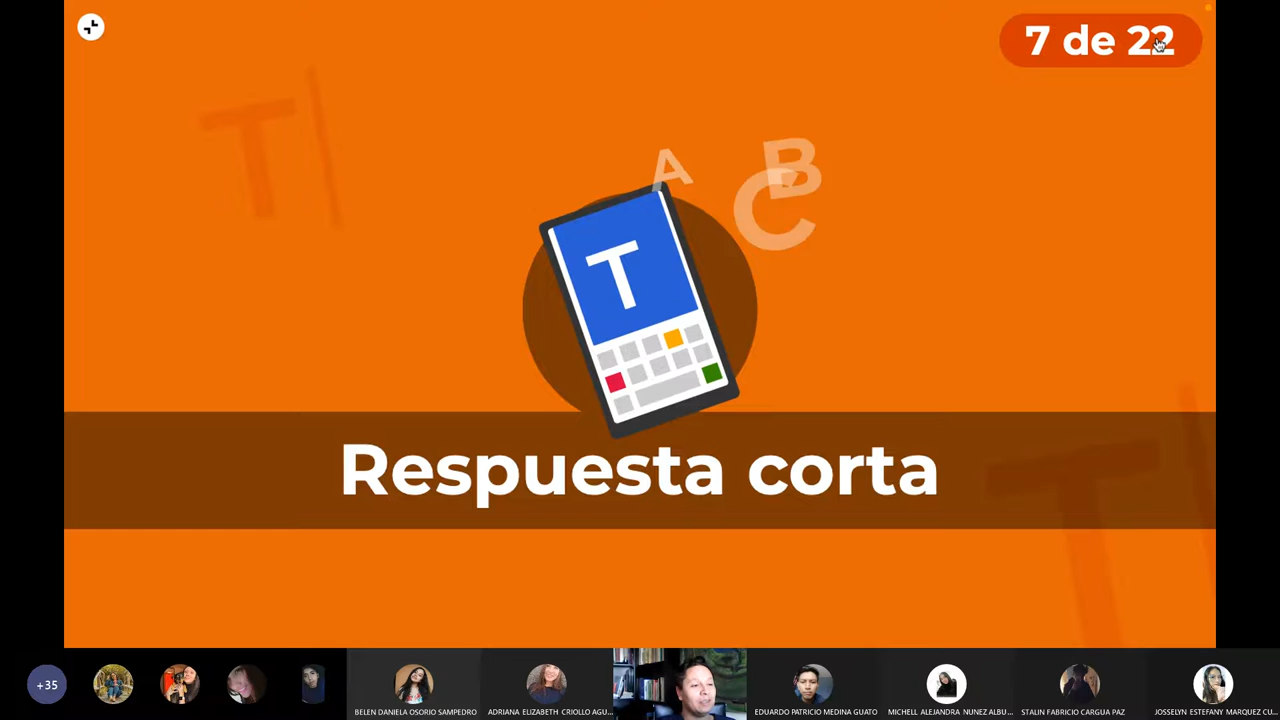 7 de 22
T
A
B
C
T
T
Respuesta corta
+35
BELEN DANIELA OSORIO SAMPEDRO
ADRIANA ELIZABETH CRIOLLO AGU...
EDUARDO PATRICIO MEDINA GUATO
MICHELL ALEJANDRA NUNEZ ALBU...
STALIN FABRICIO CARGUA PAZ
JOSSELYN ESTEFANY MARQUEZ CU...